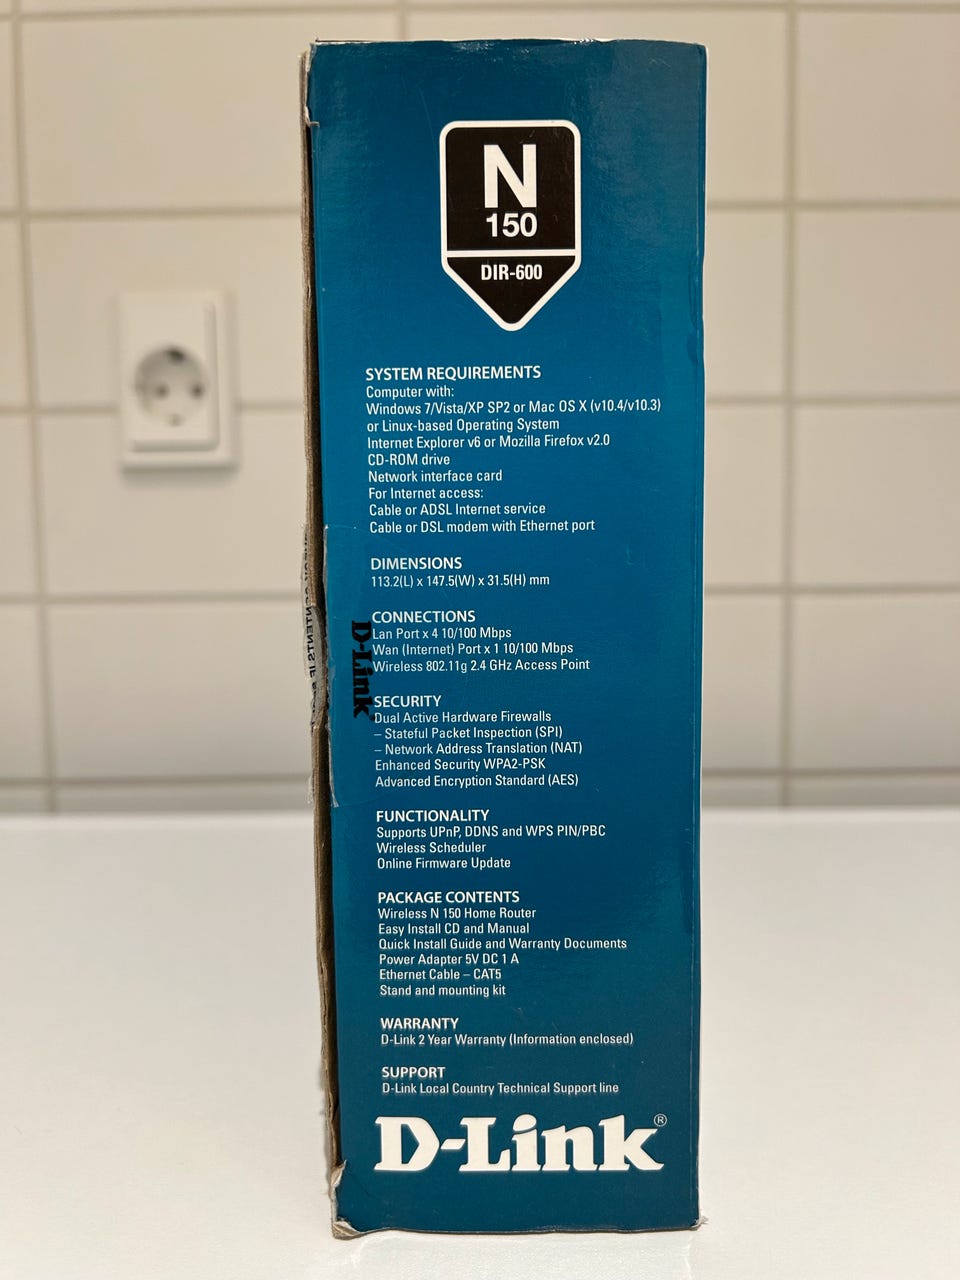 N
150
DIR-600
SYSTEM REQUIREMENTS
Computer with:
Windows 7/Vista/XP SP2 or Mac OS X (v10.4/v10.3)
or Linux-based Operating System
Internet Explorer v6 or Mozilla Firefox v2.0
CD-ROM drive
Network interface card
For Internet access:
Cable or ADSL Internet service
Cable or DSL modem with Ethernet port
DIMENSIONS
113.2(L) x 147.5(W) x 31.5(H) mm
CONNECTIONS
Lan Port x 4 10/100 Mbps
Wan (Internet) Port x 1 10/100 Mbps
Wireless 802.11g 2.4 GHz Access Point
SECURITY
Dual Active Hardware Firewalls
– Stateful Packet Inspection (SPI)
– Network Address Translation (NAT)
Enhanced Security WPA2-PSK
Advanced Encryption Standard (AES)
FUNCTIONALITY
Supports UPnP, DDNS and WPS PIN/PBC
Wireless Scheduler
Online Firmware Update
PACKAGE CONTENTS
Wireless N 150 Home Router
Easy Install CD and Manual
Quick Install Guide and Warranty Documents
Power Adapter 5V DC 1 A
Ethernet Cable – CAT5
Stand and mounting kit
WARRANTY
D-Link 2 Year Warranty (Information enclosed)
SUPPORT
D-Link Local Country Technical Support line
D-Link®
D-Link
CONTENTS IS